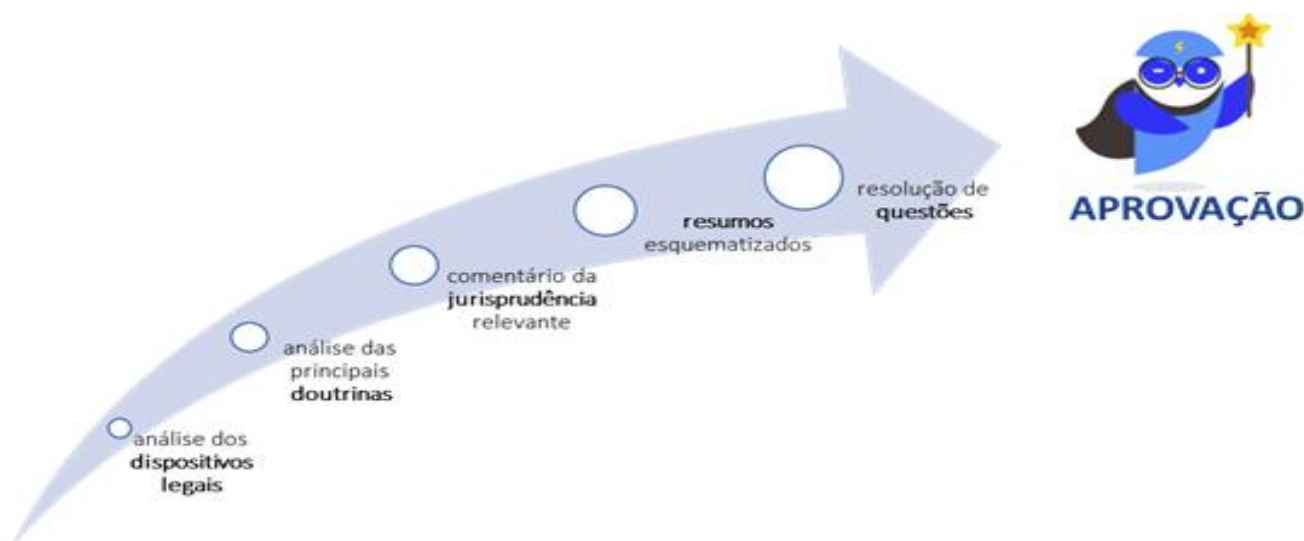 análise dos
dispositivos
legais
análise das
principais
doutrinas
comentário da
jurisprudência
relevante
resumos
esquematizados
resolução de
questões
APROVAÇÃO